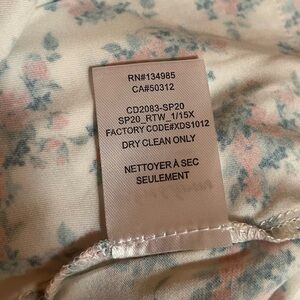 RN#134985
CA#50312
CD2083-SP20
SP20_RTW_1/15X
FACTORY CODE#XDS1012
DRY CLEAN ONLY
NETTOYER À SEC
SEULEMENT